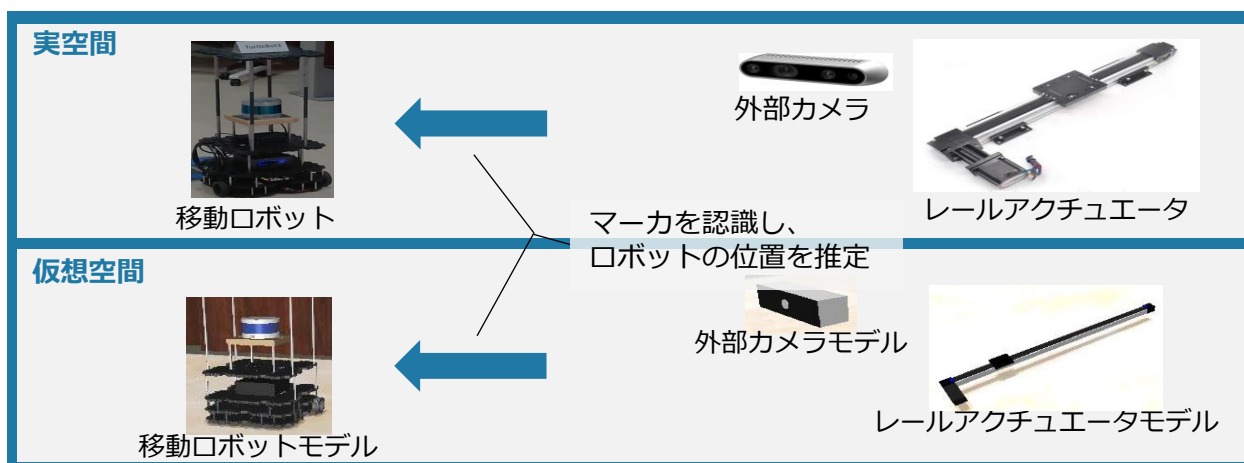 実空間
TurtleBot4
外部カメラ
移動ロボット
レールアクチュエータ
マーカを認識し、
ロボットの位置を推定
仮想空間
外部カメラモデル
移動ロボットモデル
レールアクチュエータモデル